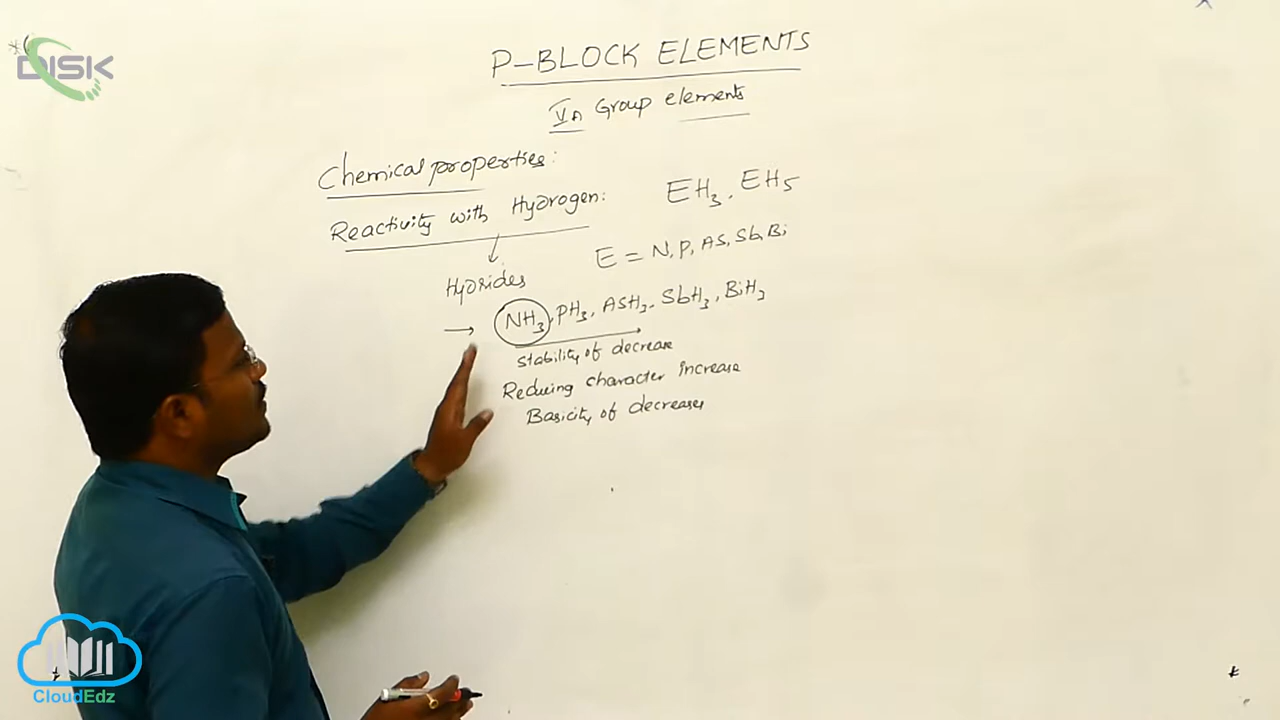 DISK
P-BLOCK ELEMENTS
VA Group elements
Chemical properties:
Reactivity with Hydrogen:
EH3, EH5
E = N, P, AS, Sb, Bi
Hydrides
→ NH3, PH3, ASH3, SbH3, BiH3
Stability of decrease
Reducing character increase
Basicity of decreases
CloudEdz